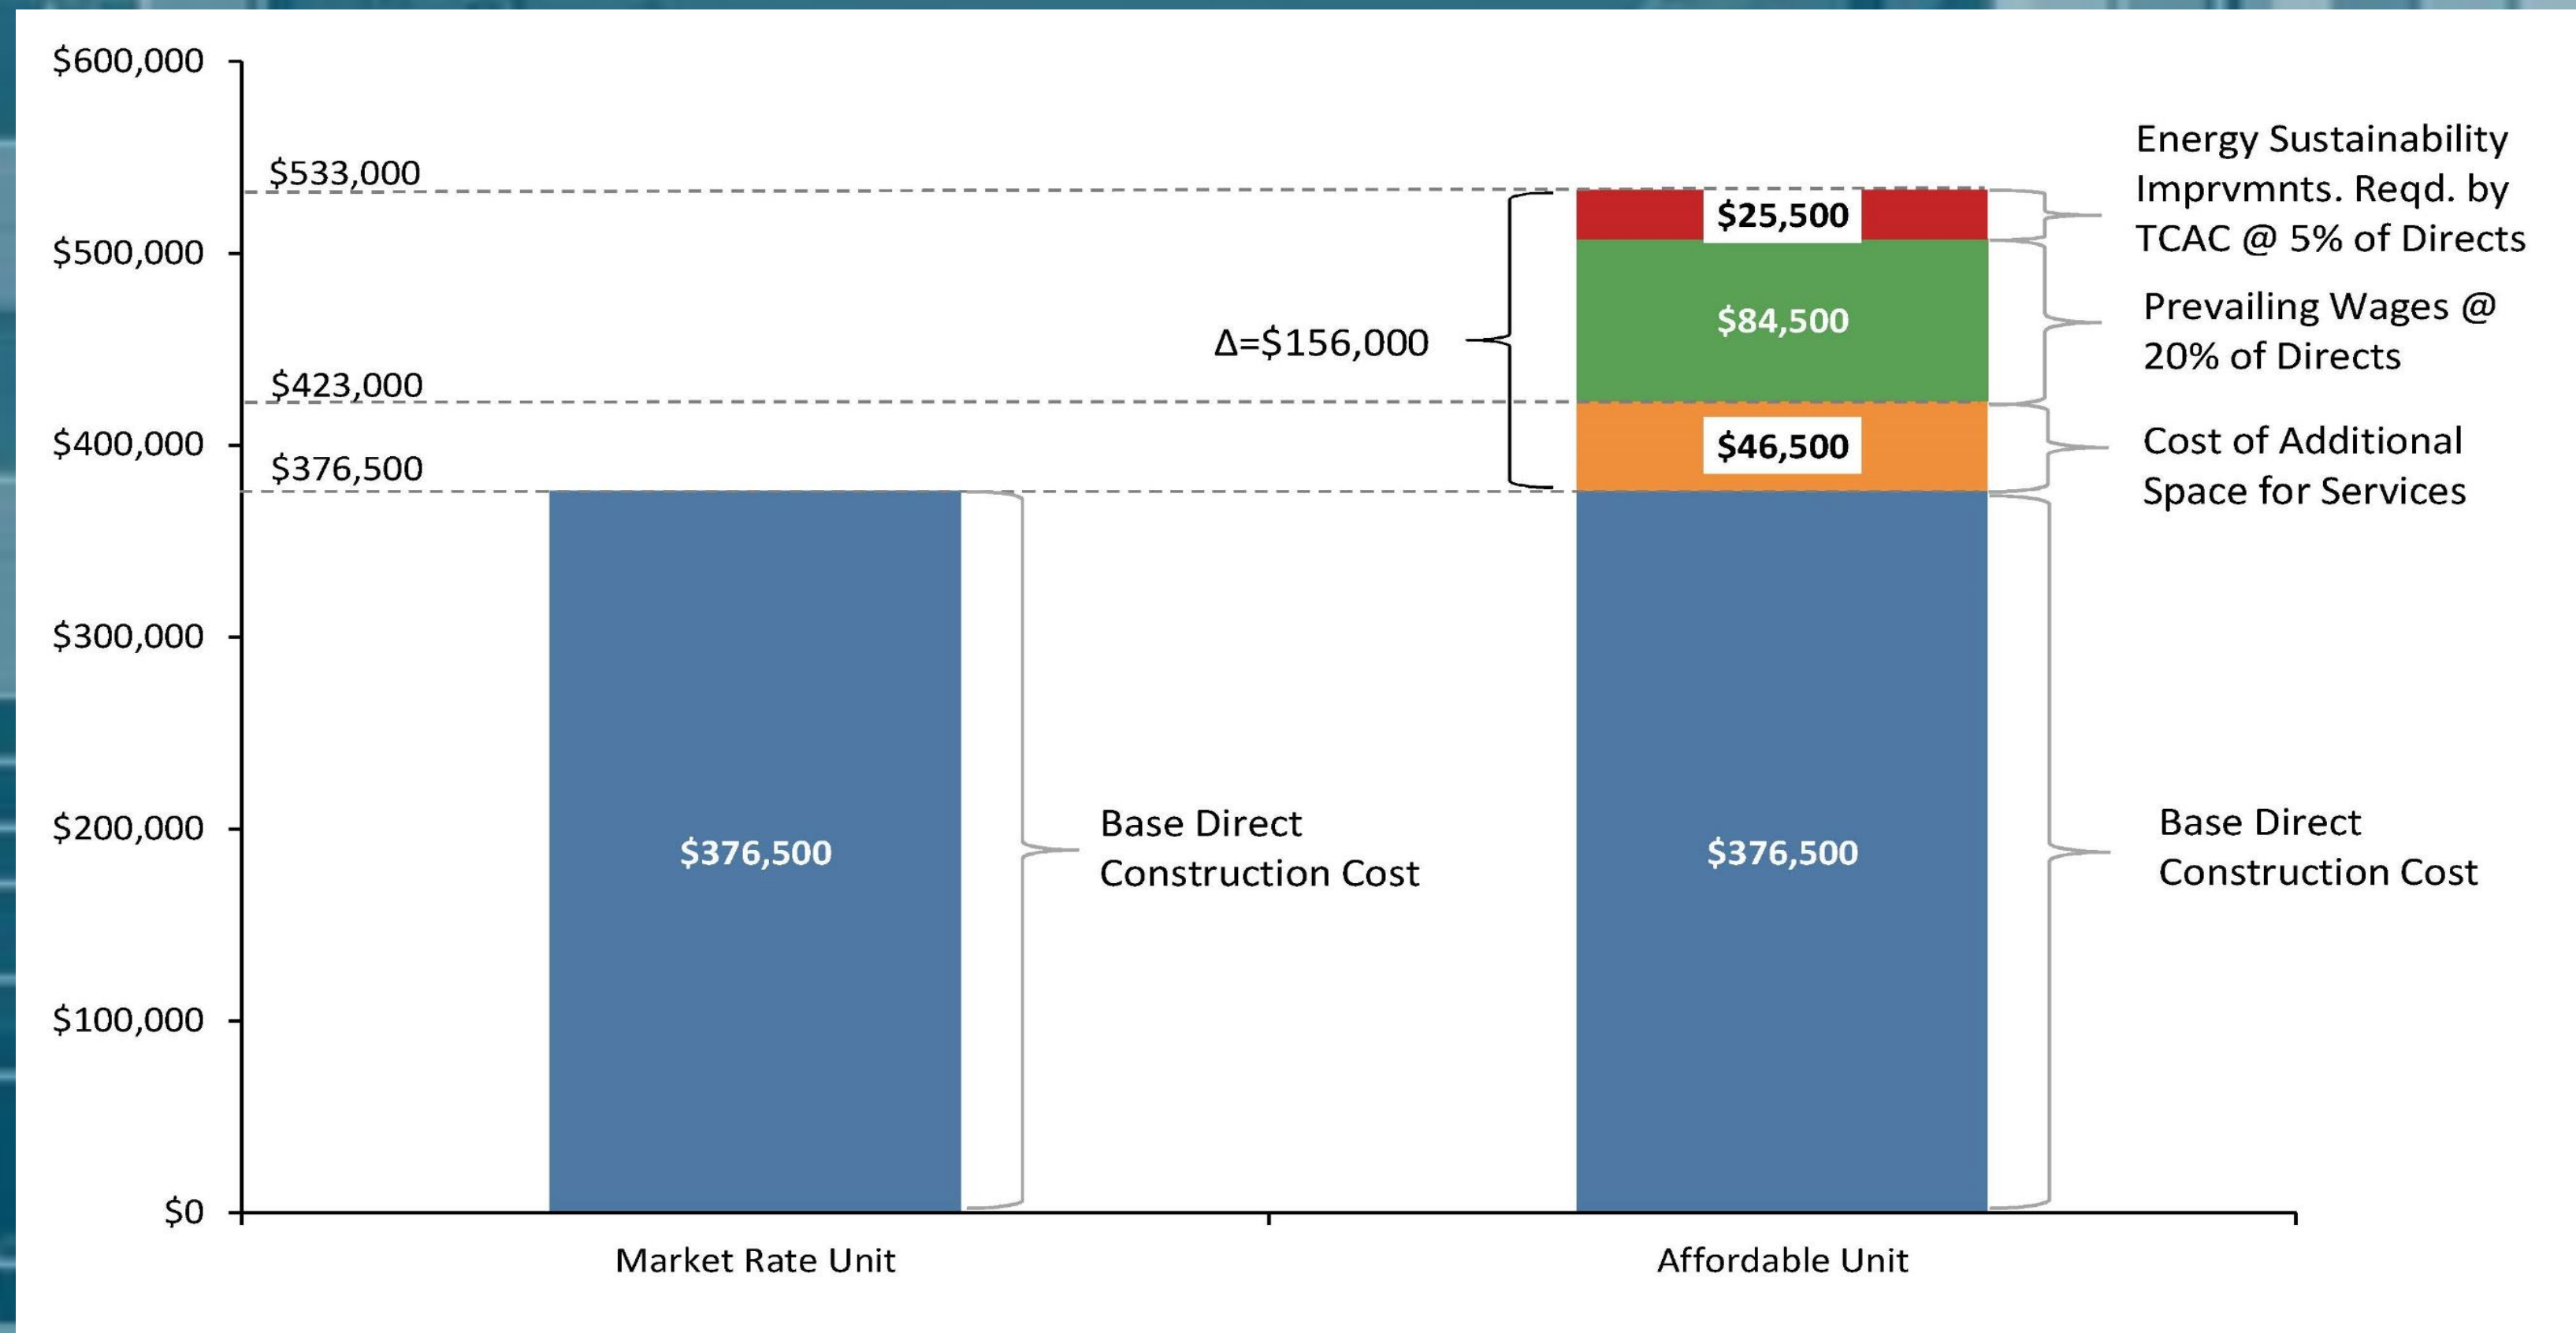 $600,000
$533,000
$500,000
$423,000
$400,000
$376,500
$300,000
$200,000
$100,000
$0
Δ=$156,000
$376,500
Base Direct
Construction Cost
$25,500
$84,500
$46,500
$376,500
Energy Sustainability
Imprvmnts. Reqd. by
TCAC @ 5% of Directs
Prevailing Wages @
20% of Directs
Cost of Additional
Space for Services
Base Direct
Construction Cost
Market Rate Unit
Affordable Unit